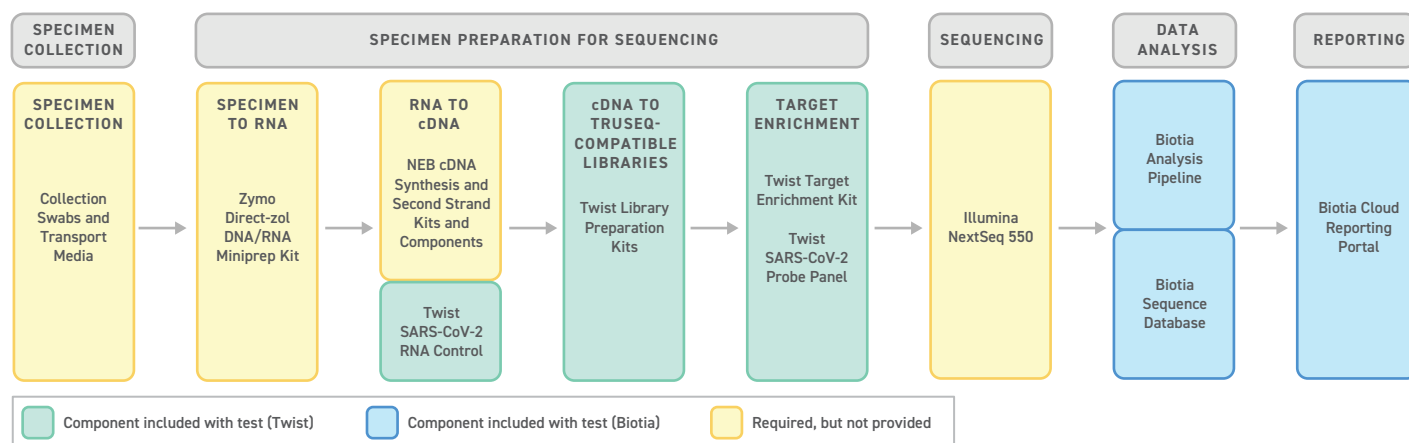 SPECIMEN
COLLECTION
SPECIMEN PREPARATION FOR SEQUENCING
SEQUENCING
DATA
ANALYSIS
REPORTING
SPECIMEN
COLLECTION
Collection
Swabs and
Transport
Media
SPECIMEN
TO RNA
Zymo
Direct-zol
DNA/RNA
Miniprep Kit
RNA TO
cDNA
NEB cDNA
Synthesis and
Second Strand
Kits and
Components
Twist
SARS-CoV-2
RNA Control
cDNA TO
TRUSEQ-
COMPATIBLE
LIBRARIES
Twist Library
Preparation
Kits
TARGET
ENRICHMENT
Twist Target
Enrichment Kit
Twist
SARS-CoV-2
Probe Panel
Illumina
NextSeq 550
Biotia
Analysis
Pipeline
Biotia
Sequence
Database
Biotia Cloud
Reporting
Portal
Component included with test (Twist)
Component included with test (Biotia)
Required, but not provided